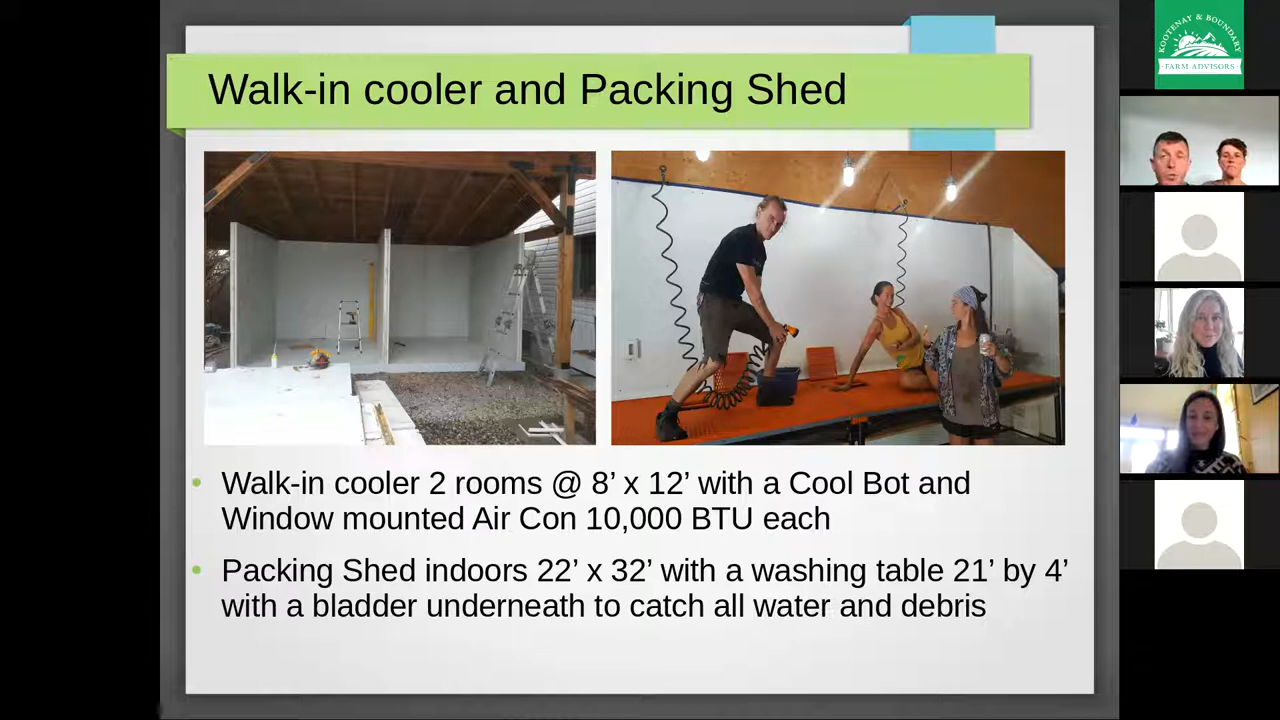 Walk-in cooler and Packing Shed
Walk-in cooler 2 rooms @ 8’ x 12’ with a Cool Bot and
Window mounted Air Con 10,000 BTU each
Packing Shed indoors 22’ x 32’ with a washing table 21’ by 4’
with a bladder underneath to catch all water and debris
KOOTENAY & BOUNDARY
FARM ADVISORS